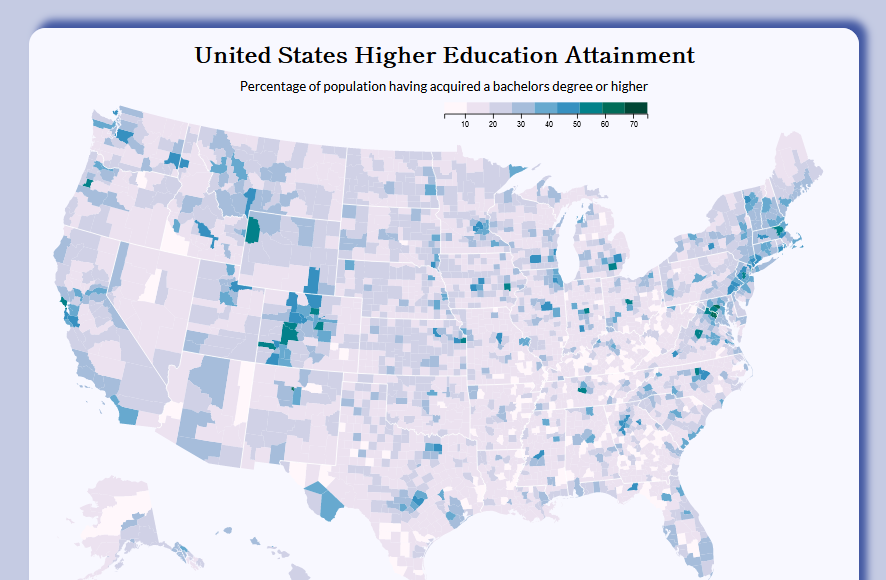 United States Higher Education Attainment
Percentage of population having acquired a bachelors degree or higher
10 20 30 40 50 60 70